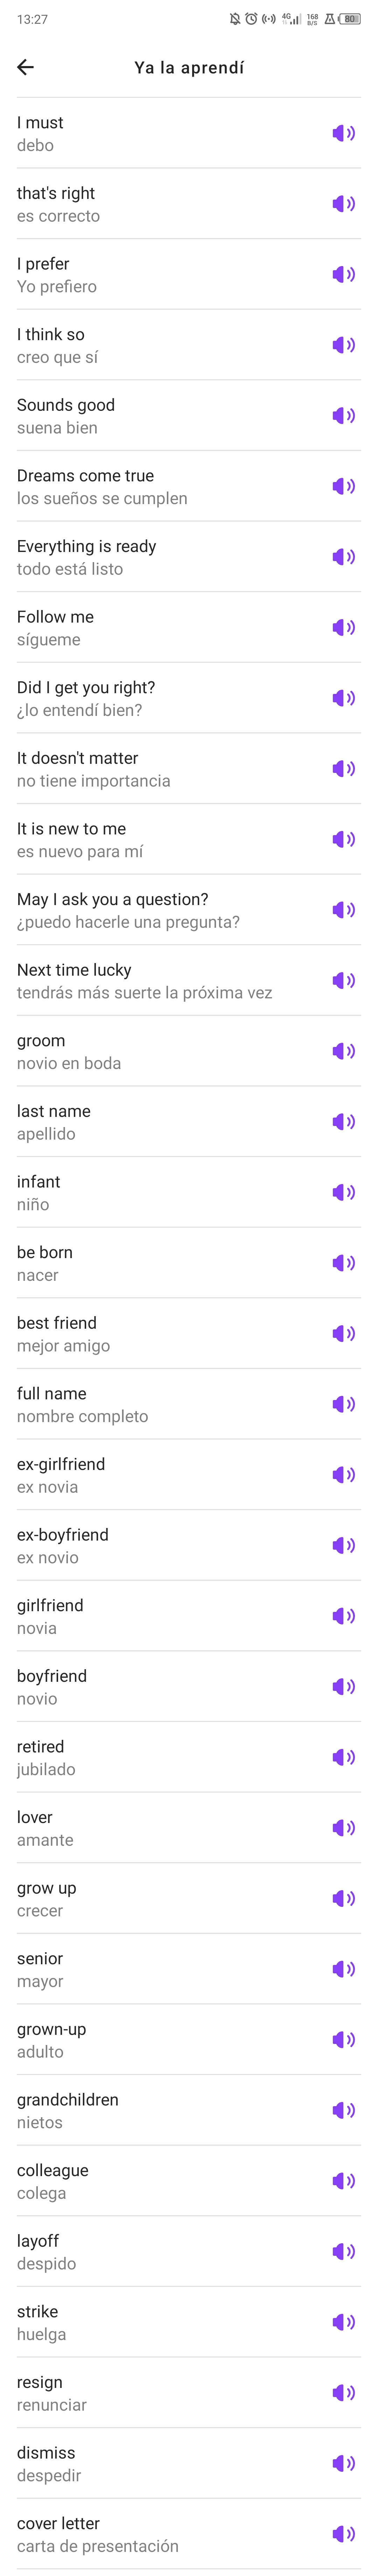 13:27
4G
168
B/S
80
Ya la aprendí
I must
debo
that's right
es correcto
I prefer
Yo prefiero
I think so
creo que sí
Sounds good
suena bien
Dreams come true
los sueños se cumplen
Everything is ready
todo está listo
Follow me
sígueme
Did I get you right?
¿lo entendí bien?
It doesn't matter
no tiene importancia
It is new to me
es nuevo para mí
May I ask you a question?
¿puedo hacerle una pregunta?
Next time lucky
tendrás más suerte la próxima vez
groom
novio en boda
last name
apellido
infant
niño
be born
nacer
best friend
mejor amigo
full name
nombre completo
ex-girlfriend
ex novia
ex-boyfriend
ex novio
girlfriend
novia
boyfriend
novio
retired
jubilado
lover
amante
grow up
crecer
senior
mayor
grown-up
adulto
grandchildren
nietos
colleague
colega
layoff
despido
strike
huelga
resign
renunciar
dismiss
despedir
cover letter
carta de presentación